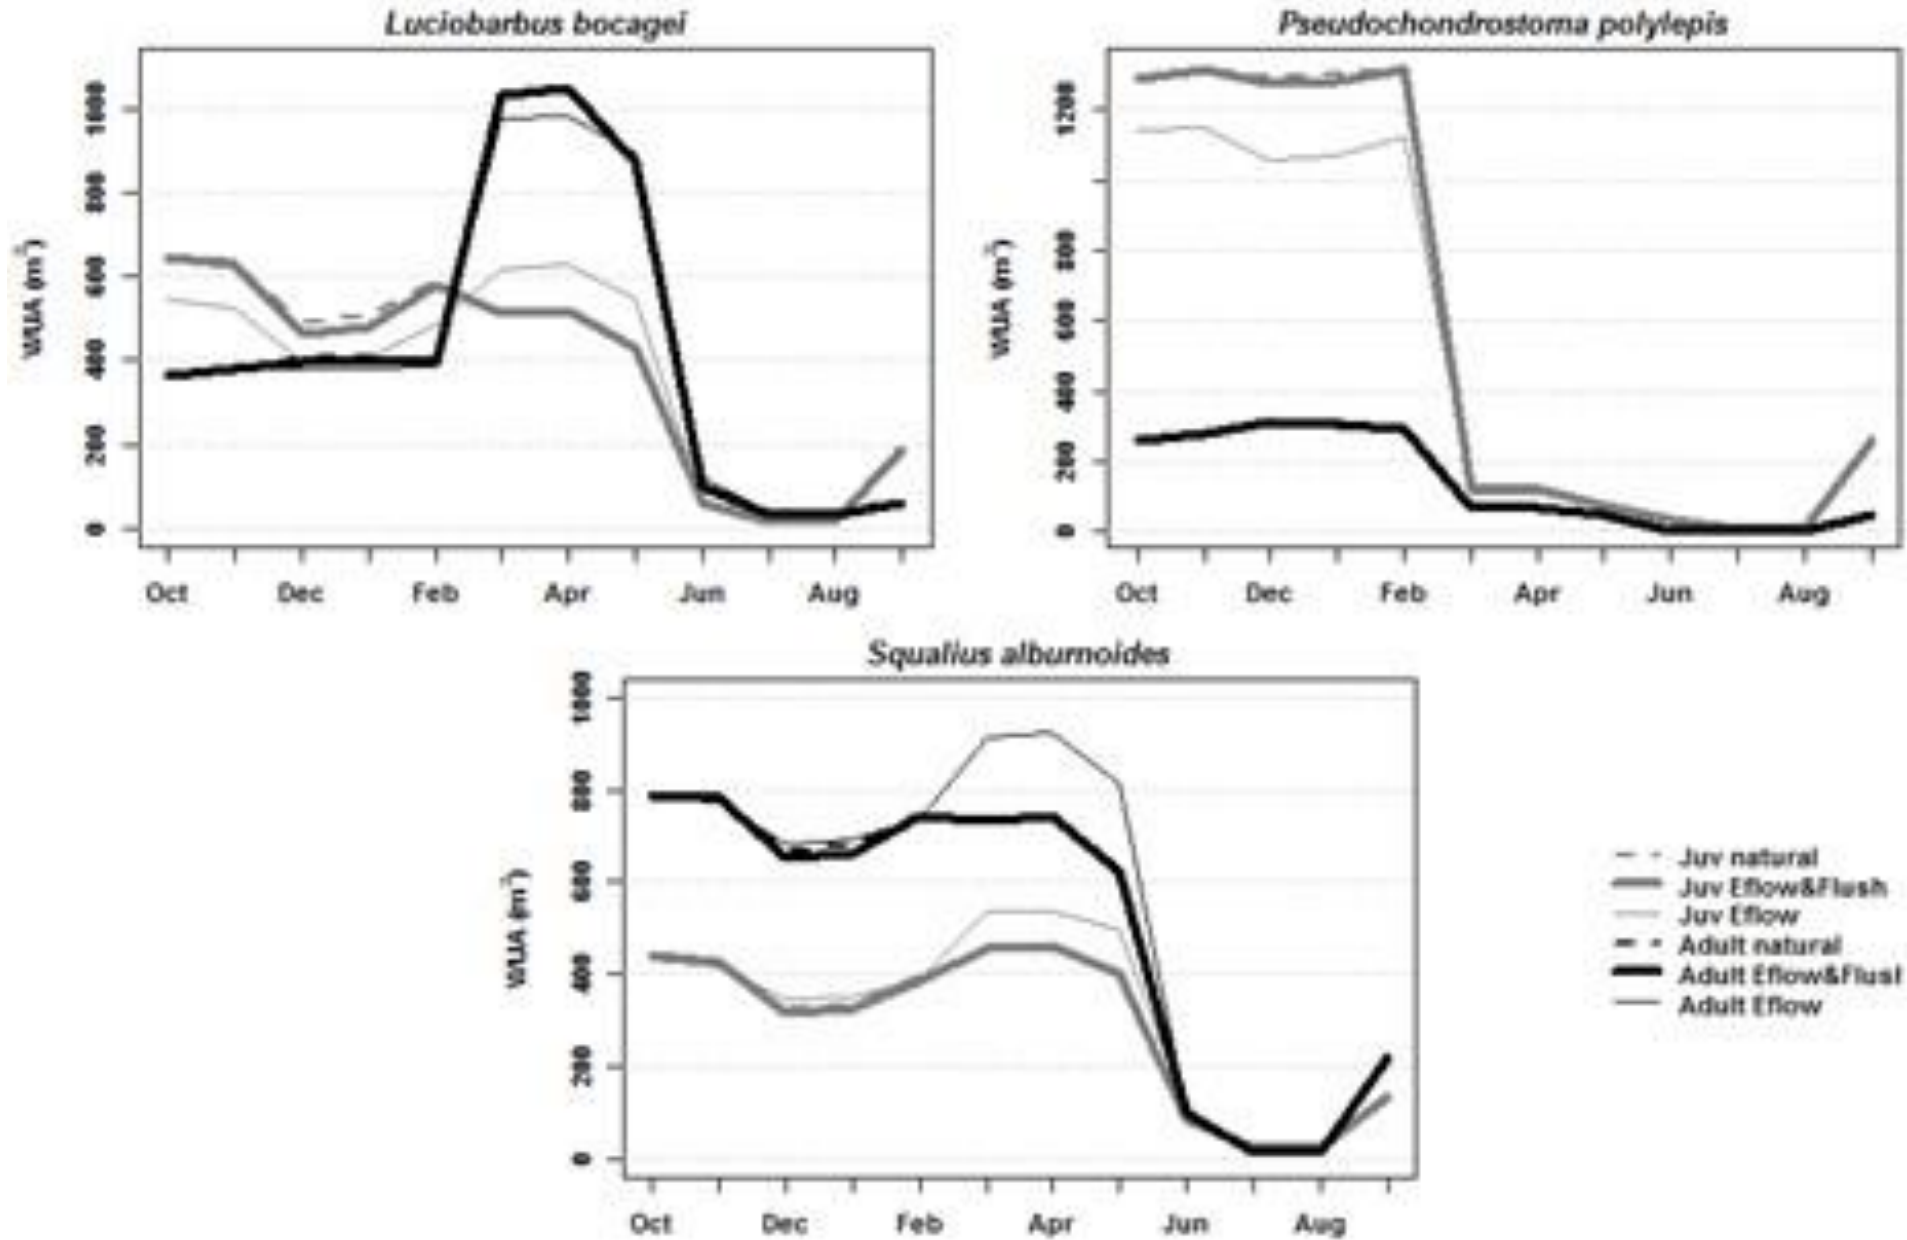 Luciobarbus bocagei
WUA (m²)
1000
800
600
400
200
0
Oct Dec Feb Apr Jun Aug
Pseudochondrostoma polylepis
WUA (m²)
1200
800
600
400
200
0
Oct Dec Feb Apr Jun Aug
Squalius alburnoides
WUA (m²)
1000
800
600
400
200
0
Oct Dec Feb Apr Jun Aug
Juv natural
Juv Eflow&Flush
Juv Eflow
Adult natural
Adult Eflow&Flusl
Adult Eflow